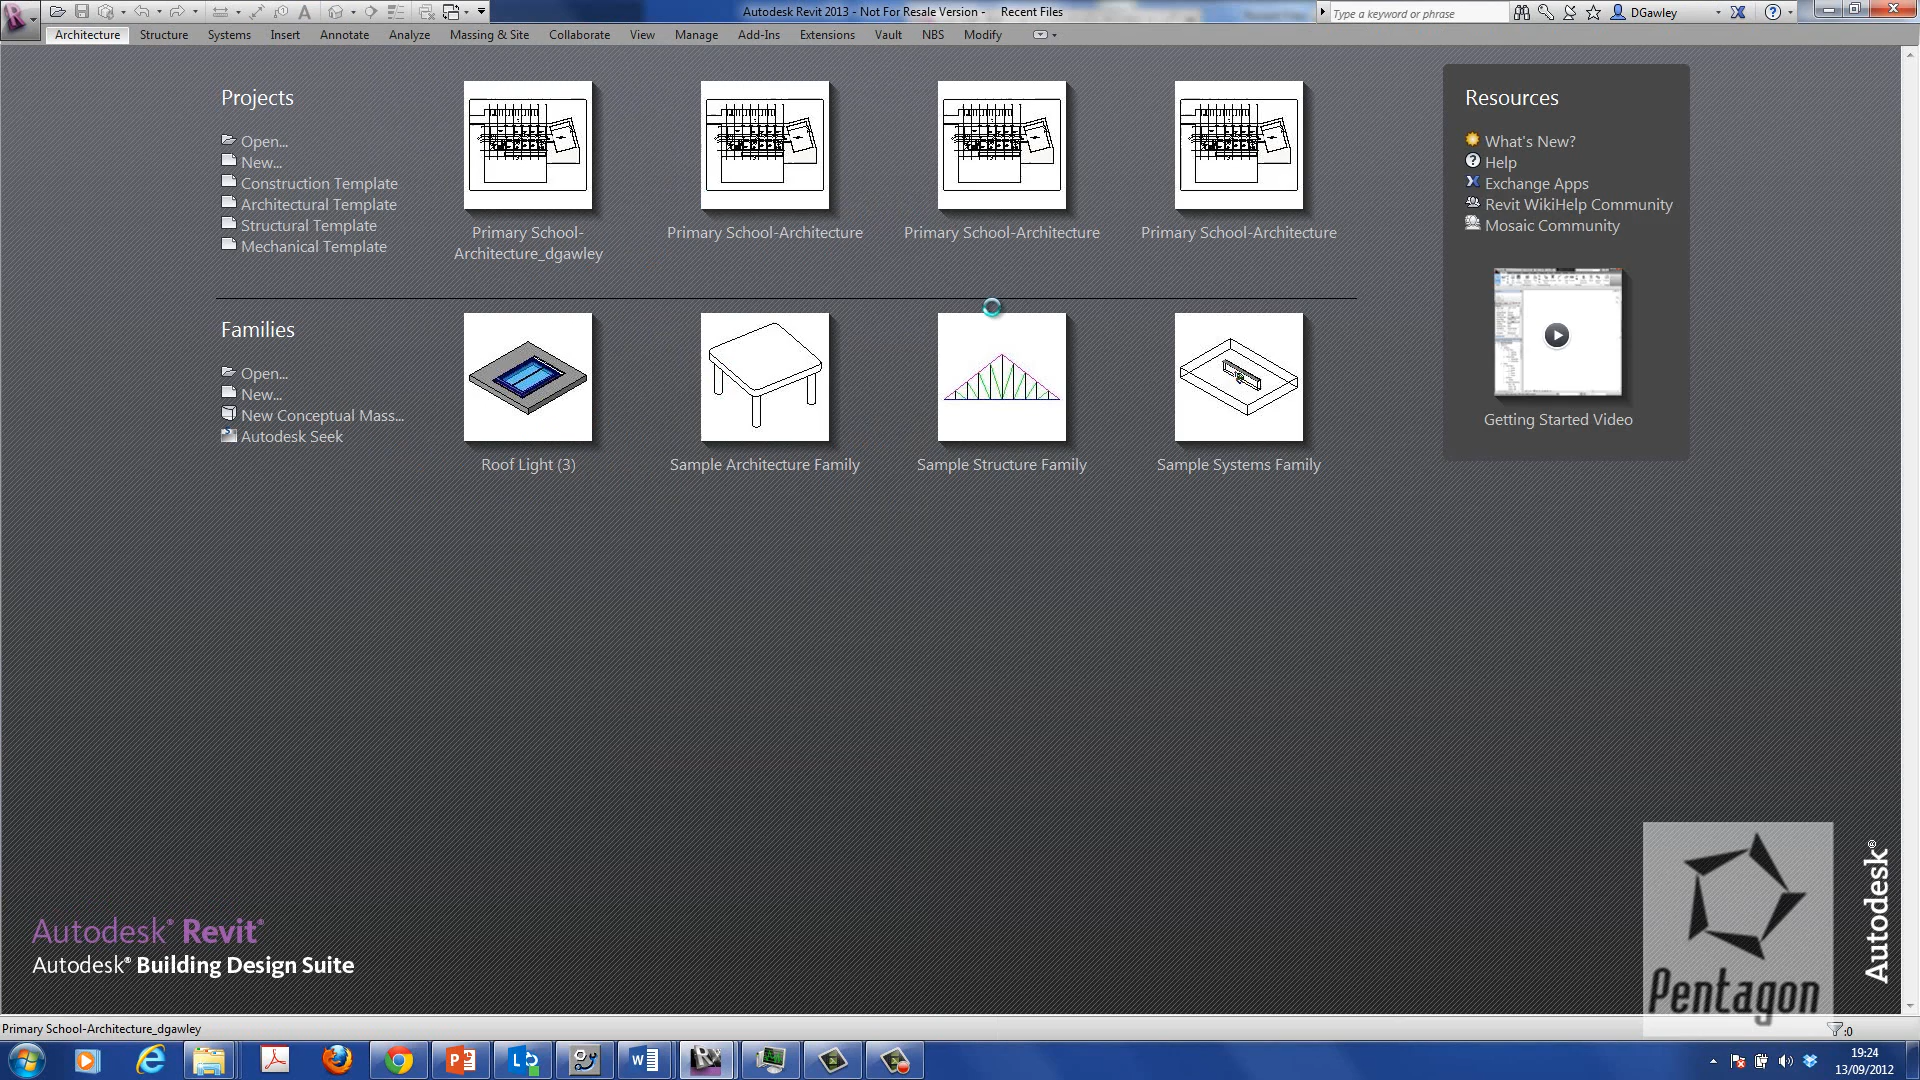 Autodesk Revit 2013 - Not For Resale Version - Recent Files
Type a keyword or phrase
DGawley
Architecture Structure Systems Insert Annotate Analyze Massing & Site Collaborate View Manage Add-Ins Extensions Vault NBS Modify
Projects
Open...
New...
Construction Template
Architectural Template
Structural Template
Mechanical Template
Primary School-
Architecture_dgawley
Primary School-Architecture
Primary School-Architecture
Primary School-Architecture
Families
Open...
New...
New Conceptual Mass...
Autodesk Seek
Roof Light (3)
Sample Architecture Family
Sample Structure Family
Sample Systems Family
Resources
What's New?
Help
Exchange Apps
Revit WikiHelp Community
Mosaic Community
Getting Started Video
Autodesk® Revit®
Autodesk® Building Design Suite
Pentagon
Autodesk®
Primary School-Architecture_dgawley
:0
19:24
13/09/2012